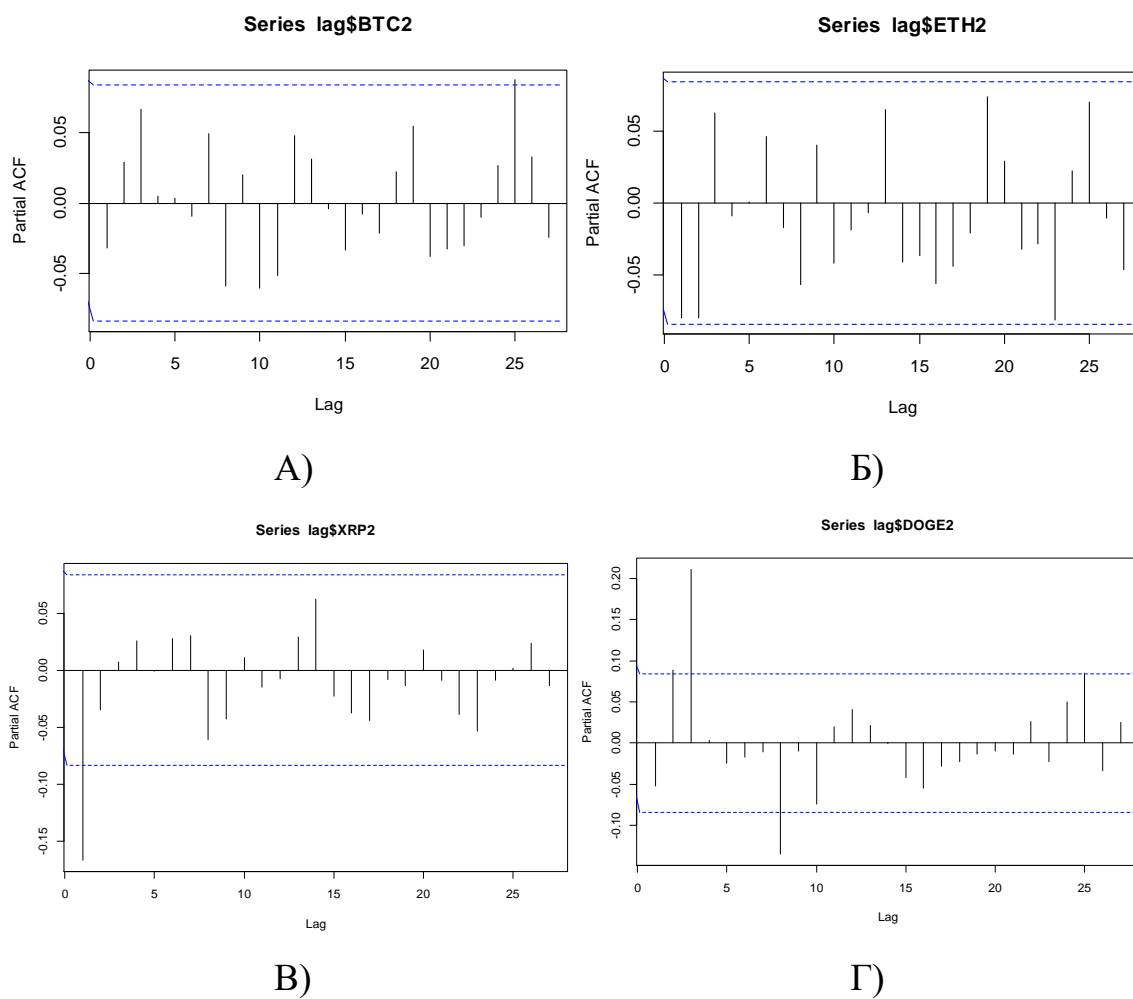 Series lag$BTC2
Partial ACF
0.05
0.00
-0.05
0 5 10 15 20 25
Lag
А)
Series lag$ETH2
Partial ACF
0.05
0.00
-0.05
0 5 10 15 20 25
Lag
Б)
Series lag$XRP2
Partial ACF
0.05
0.00
-0.05
-0.10
-0.15
0 5 10 15 20 25
Lag
В)
Series lag$DOGE2
Partial ACF
0.20
0.15
0.10
0.05
0.00
-0.05
-0.10
0 5 10 15 20 25
Lag
Г)